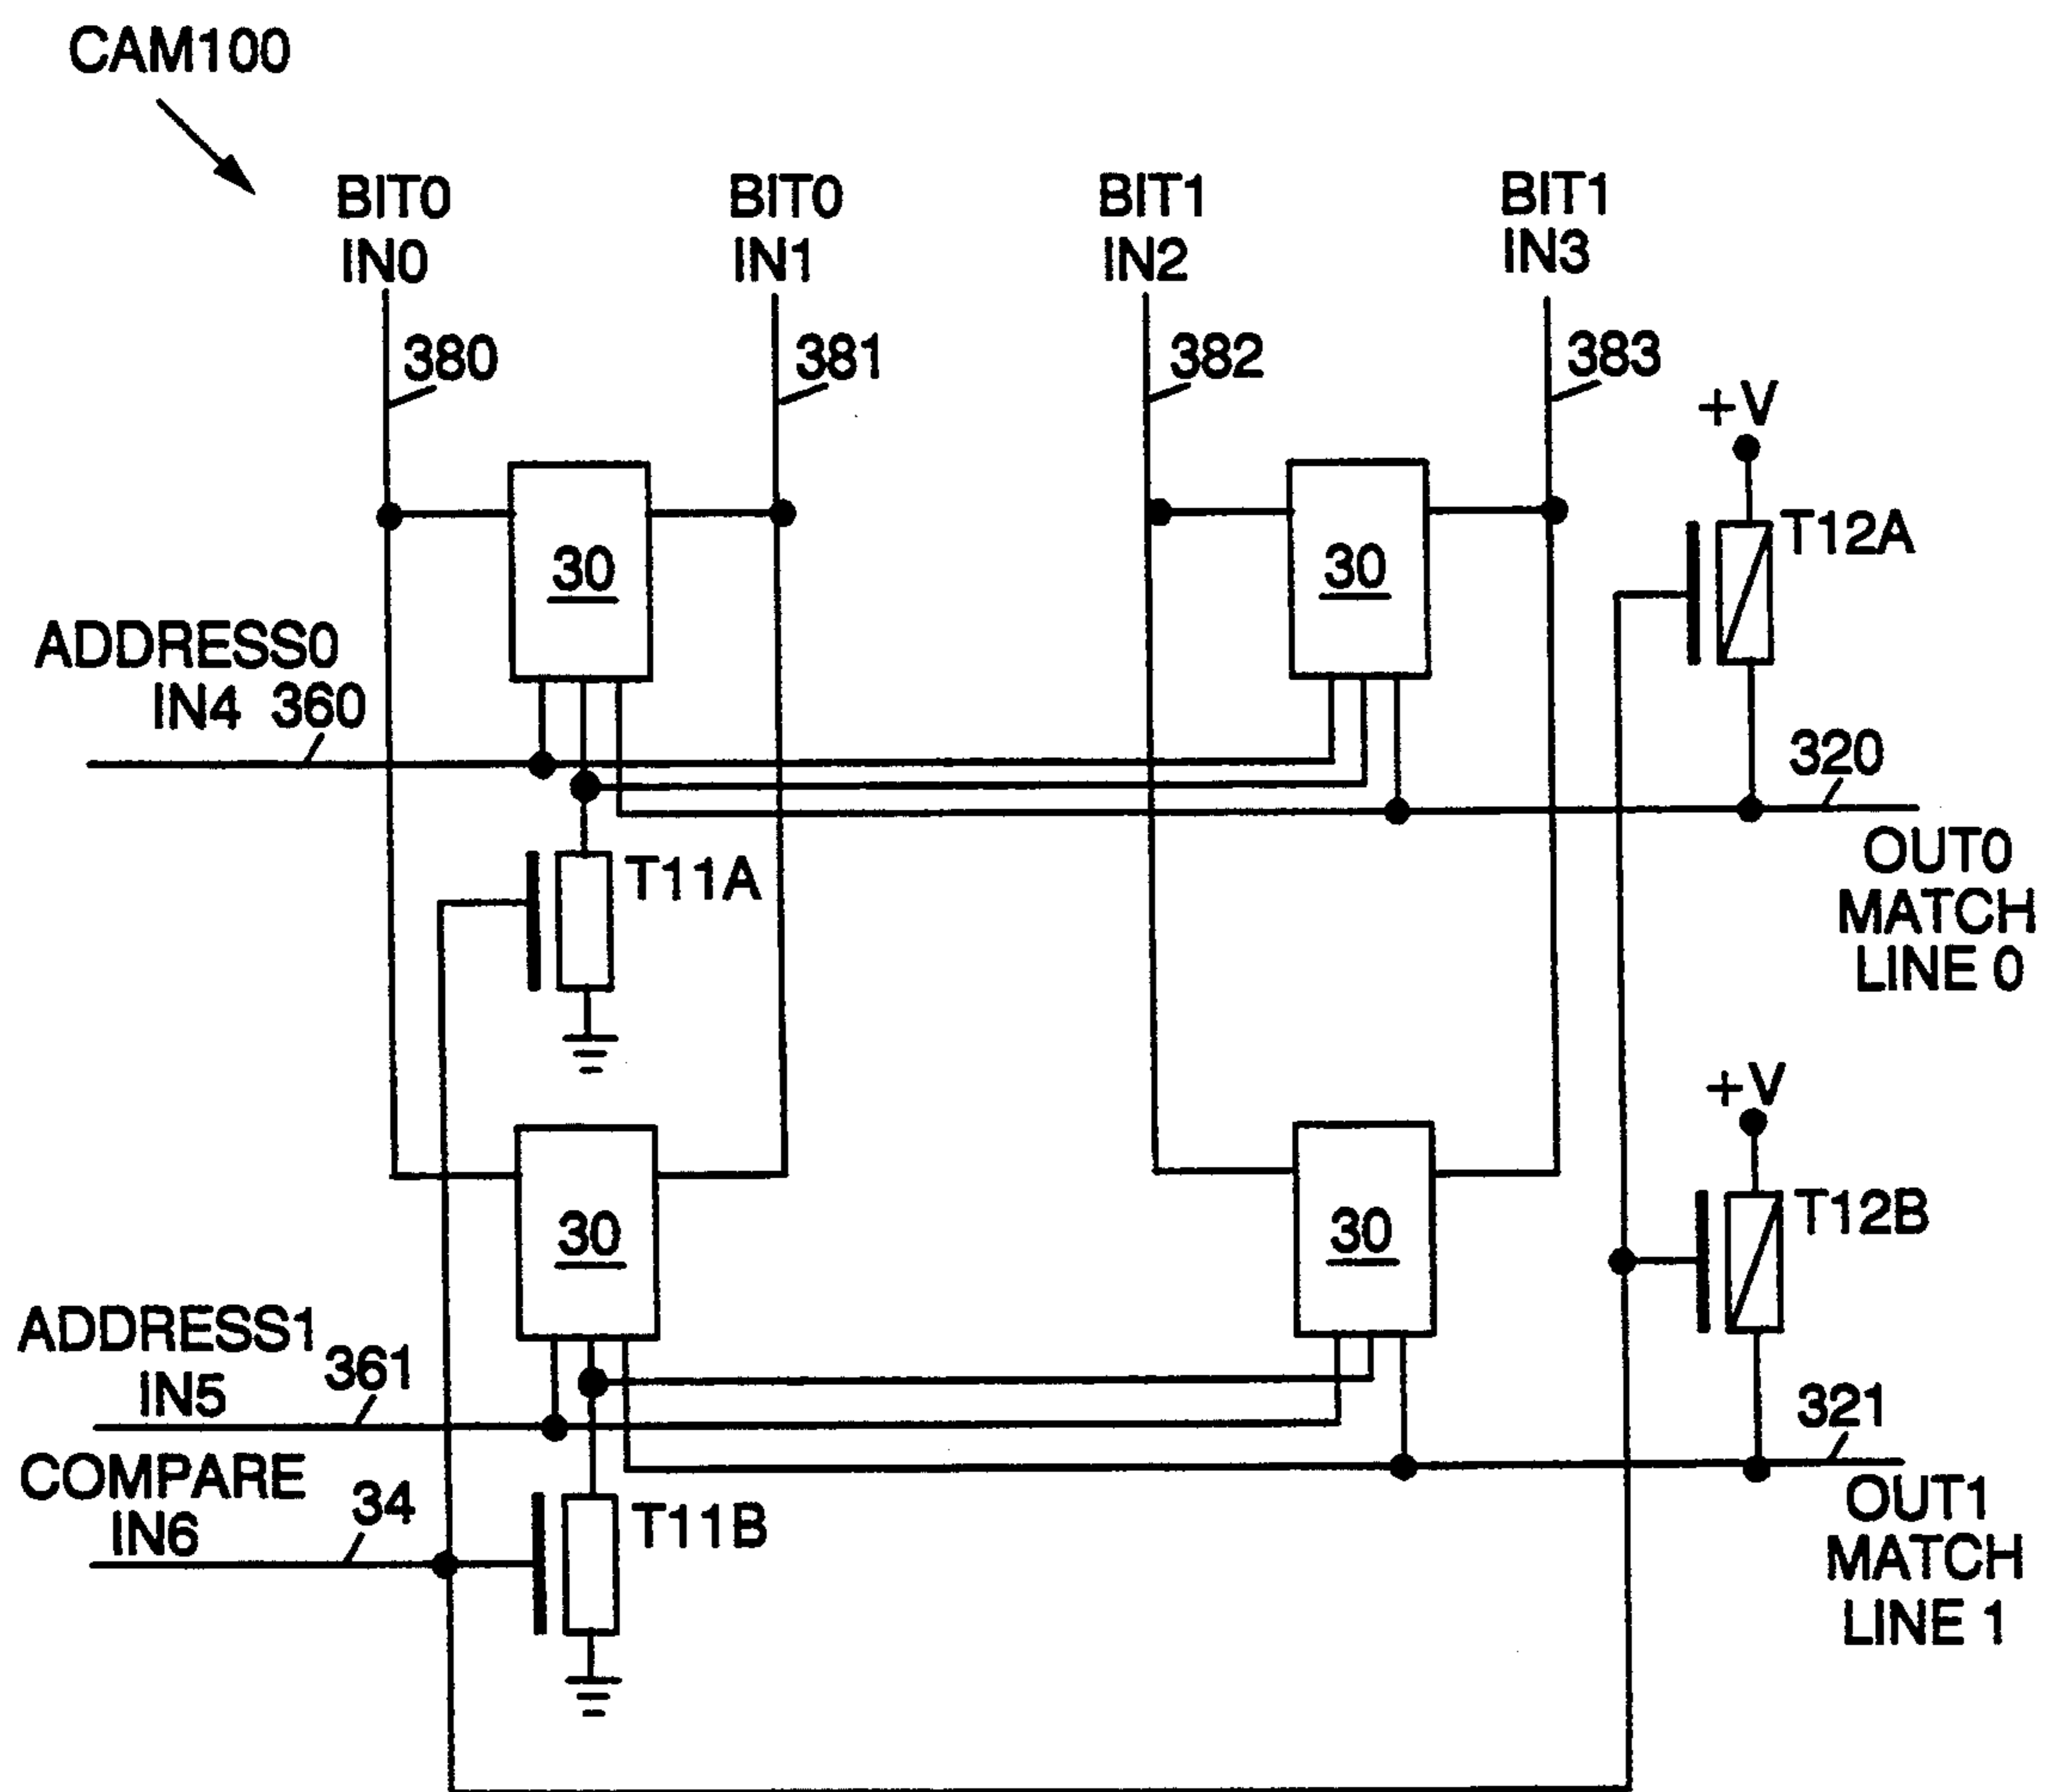 CAM100
BIT0
IN0
BIT0
IN1
BIT1
IN2
BIT1
IN3
380
381
382
383
+V
T12A
30
30
ADDRESS0
IN4 360
320
OUT0
MATCH
LINE 0
T11A
+V
T12B
30
30
ADDRESS1
IN5
361
321
COMPARE
IN6
34
T11B
OUT1
MATCH
LINE 1